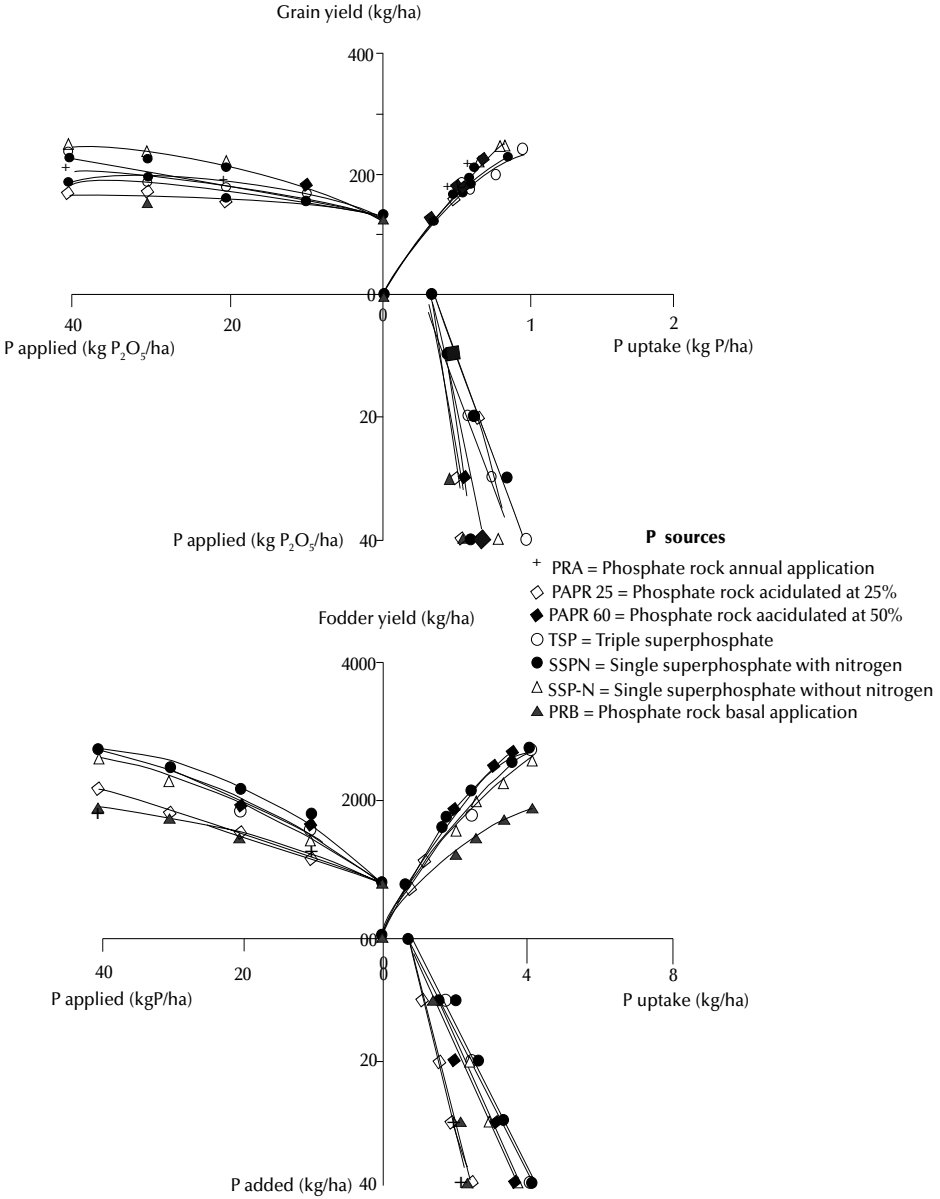 Grain yield (kg/ha)
400
200
0
40 20 0 1 2
P applied (kg P₂O₅/ha) P uptake (kg P/ha)
20
P applied (kg P₂O₅/ha) 40
P sources
+ PRA = Phosphate rock annual application
◇ PAPR 25 = Phosphate rock acidulated at 25%
◆ PAPR 60 = Phosphate rock aacidulated at 50%
○ TSP = Triple superphosphate
● SSPN = Single superphosphate with nitrogen
△ SSP-N = Single superphosphate without nitrogen
▲ PRB = Phosphate rock basal application
Fodder yield (kg/ha)
4000
2000
00
0
40 20 0 4 8
P applied (kgP/ha) P uptake (kg/ha)
20
P added (kg/ha) 40